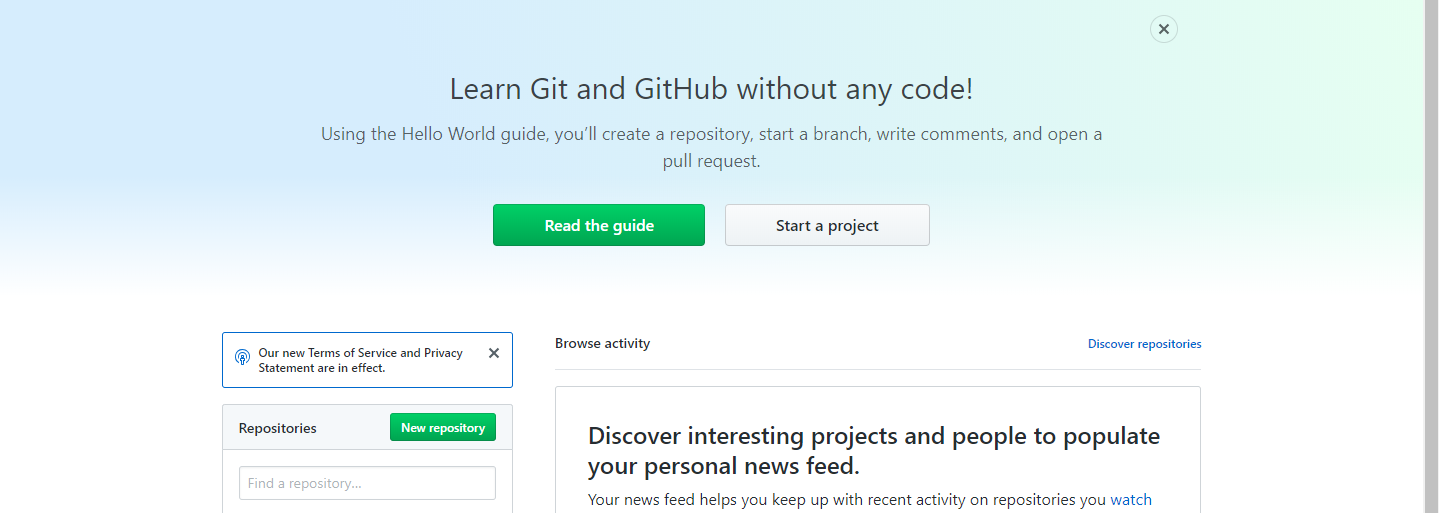 Learn Git and GitHub without any code!
Using the Hello World guide, you’ll create a repository, start a branch, write comments, and open a
pull request.
Read the guide
Start a project
Our new Terms of Service and Privacy
Statement are in effect.
Repositories
New repository
Find a repository…
Browse activity
Discover repositories
Discover interesting projects and people to populate
your personal news feed.
Your news feed helps you keep up with recent activity on repositories you watch